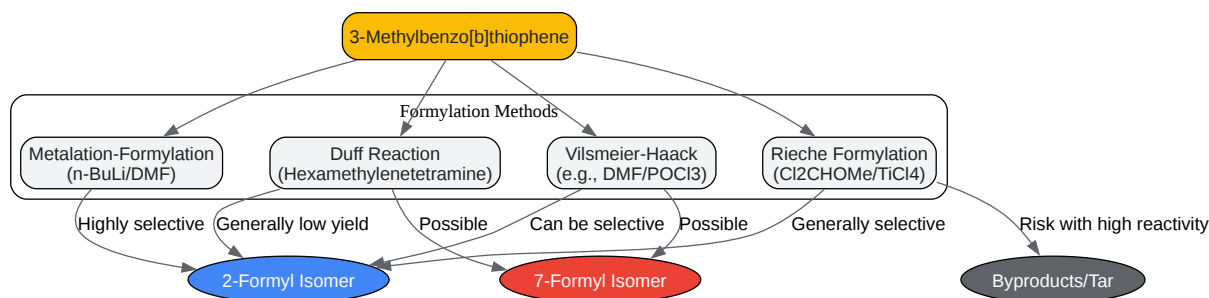 3-Methylbenzo[b]thiophene
Formylation Methods
Metalation-Formylation
(n-BuLi/DMF)
Duff Reaction
(Hexamethylenetetramine)
Vilsmeier-Haack
(e.g., DMF/POCl3)
Rieche Formylation
(Cl2CHOMe/TiCl4)
Highly selective
Generally low yield
Possible
Can be selective
Possible
Generally selective
Risk with high reactivity
2-Formyl Isomer
7-Formyl Isomer
Byproducts/Tar